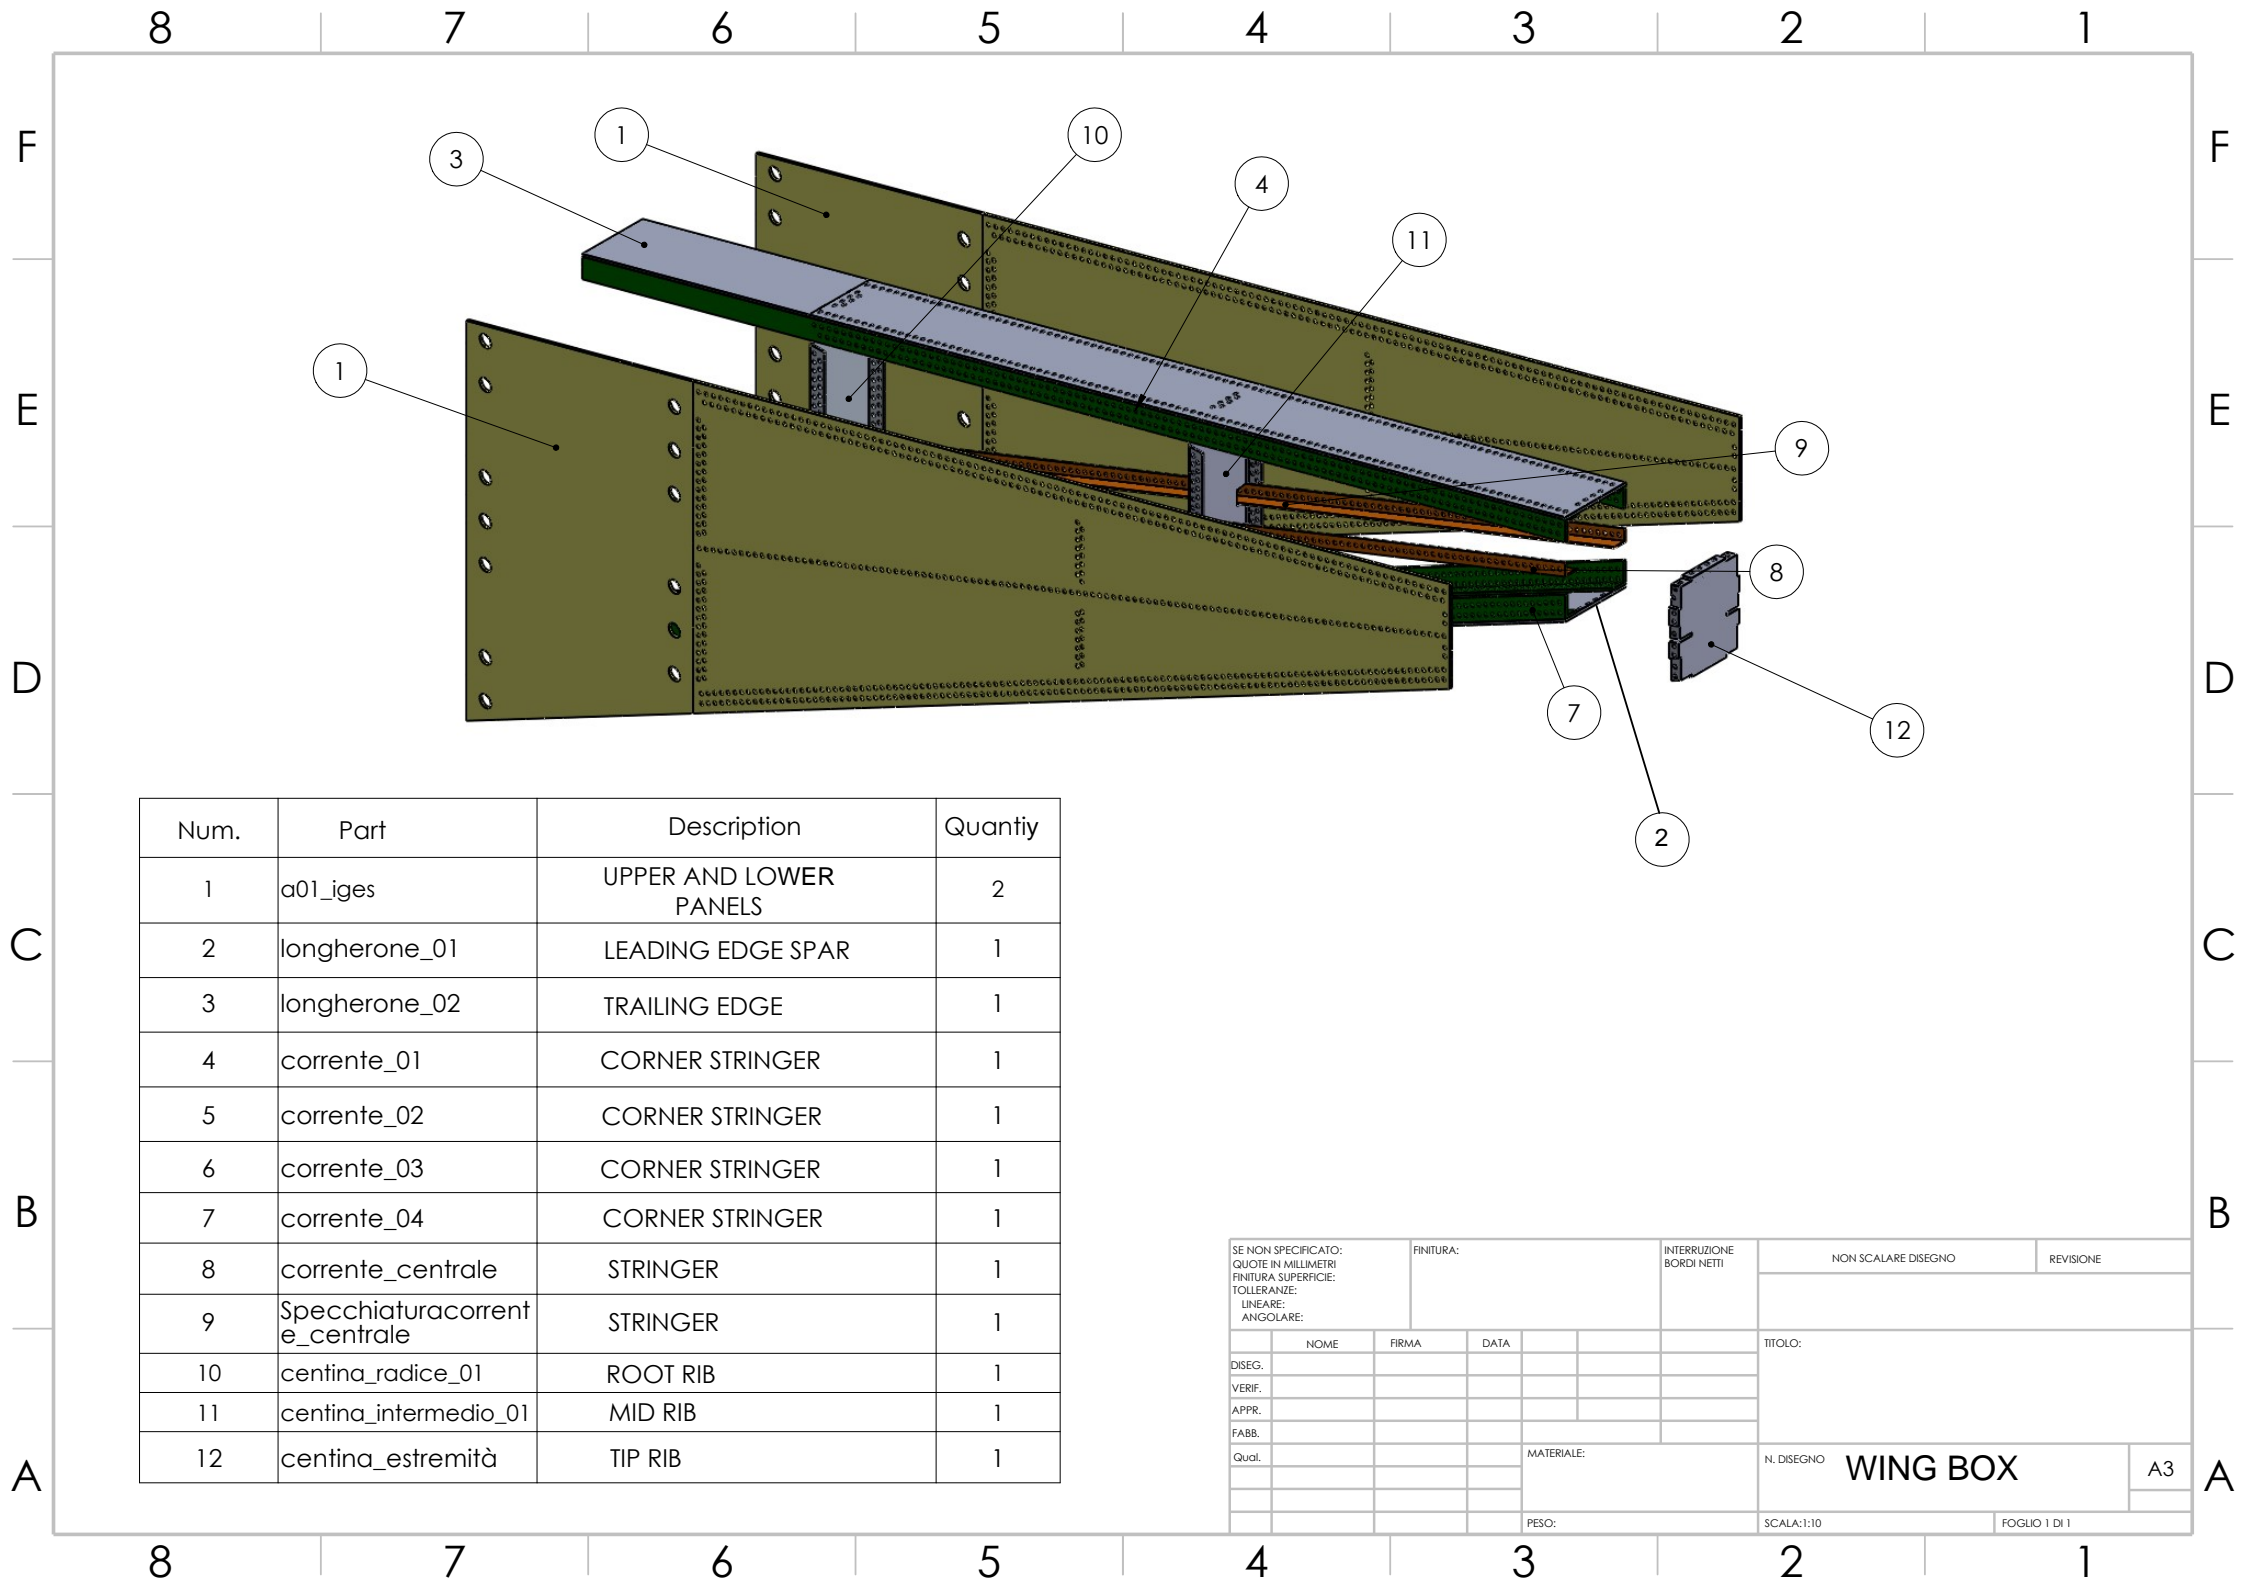 8 7 6 5 4 3 2 1
F F
E E
D D
C C
B B
A A
3
1
10
4
11
1
9
8
7
12
2
Num. Part Description Quantiy
1 a01_iges UPPER AND LOWER PANELS 2
2 longherone_01 LEADING EDGE SPAR 1
3 longherone_02 TRAILING EDGE 1
4 corrente_01 CORNER STRINGER 1
5 corrente_02 CORNER STRINGER 1
6 corrente_03 CORNER STRINGER 1
7 corrente_04 CORNER STRINGER 1
8 corrente_centrale STRINGER 1
9 Specchiaturacorrent
e_centrale STRINGER 1
10 centina_radice_01 ROOT RIB 1
11 centina_intermedio_01 MID RIB 1
12 centina_estremità TIP RIB 1
SE NON SPECIFICATO:
QUOTE IN MILLIMETRI
FINITURA SUPERFICIE:
TOLLERANZE:
LINEARE:
ANGOLARE:
FINITURA:
INTERRUZIONE
BORDI NETTI
NON SCALARE DISEGNO
REVISIONE
NOME FIRMA DATA
DISEG.
VERIF.
APPR.
FABB.
Qual.
TITOLO:
MATERIALE:
N. DISEGNO
WING BOX
A3
PESO:
SCALA:1:10
FOGLIO 1 DI 1
8 7 6 5 4 3 2 1